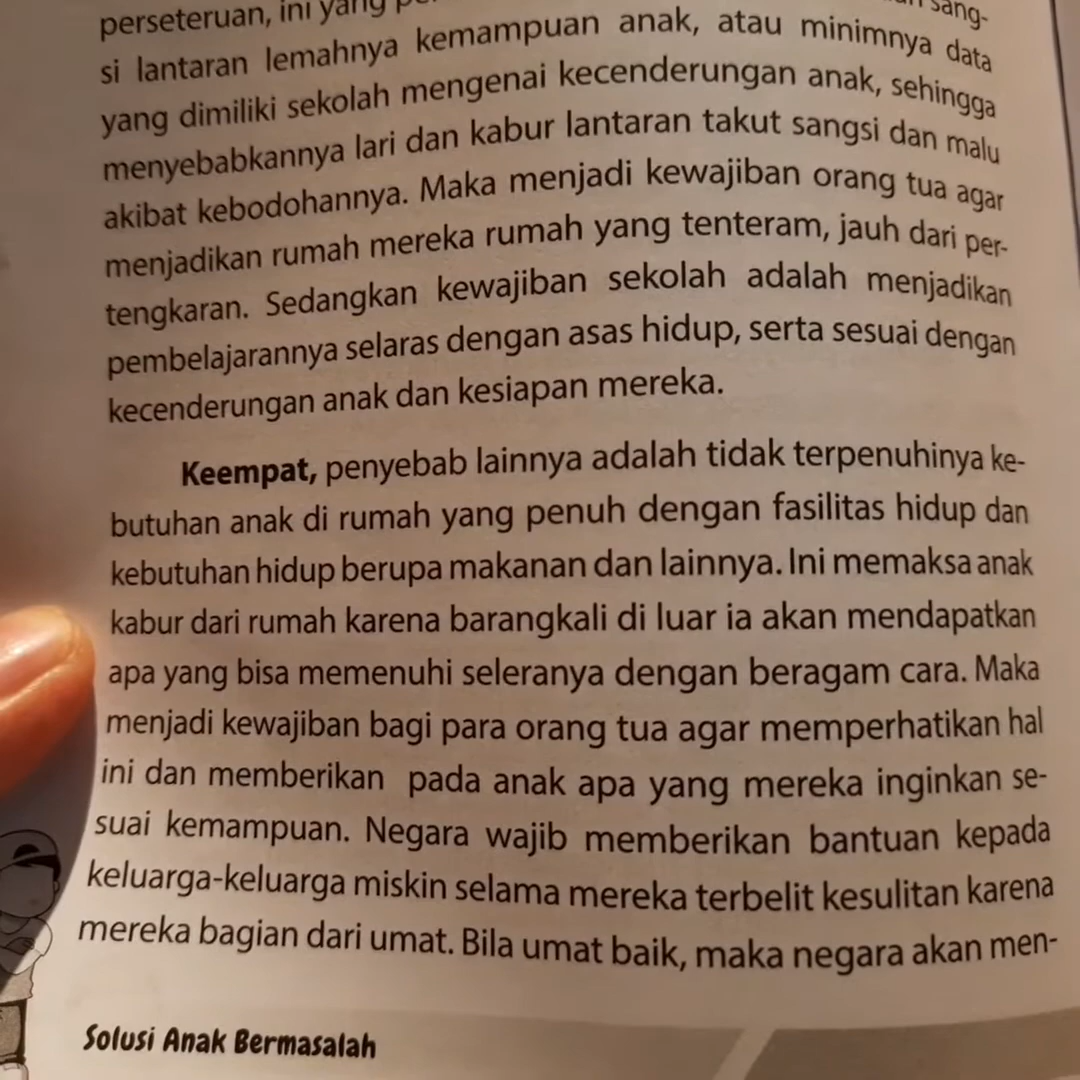 perseteruan, ini yang
sang-
si lantaran lemahnya kemampuan anak, atau minimnya data
yang dimiliki sekolah mengenai kecenderungan anak, sehingga
menyebabkannya lari dan kabur lantaran takut sangsi dan malu
akibat kebodohannya. Maka menjadi kewajiban orang tua agar
menjadikan rumah mereka rumah yang tenteram, jauh dari per-
tengkaran. Sedangkan kewajiban sekolah adalah menjadikan
pembelajarannya selaras dengan asas hidup, serta sesuai dengan
kecenderungan anak dan kesiapan mereka.
Keempat, penyebab lainnya adalah tidak terpenuhinya ke-
butuhan anak di rumah yang penuh dengan fasilitas hidup dan
kebutuhan hidup berupa makanan dan lainnya. Ini memaksa anak
kabur dari rumah karena barangkali di luar ia akan mendapatkan
apa yang bisa memenuhi seleranya dengan beragam cara. Maka
menjadi kewajiban bagi para orang tua agar memperhatikan hal
ini dan memberikan pada anak apa yang mereka inginkan se-
suai kemampuan. Negara wajib memberikan bantuan kepada
keluarga-keluarga miskin selama mereka terbelit kesulitan karena
mereka bagian dari umat. Bila umat baik, maka negara akan men-
Solusi Anak Bermasalah